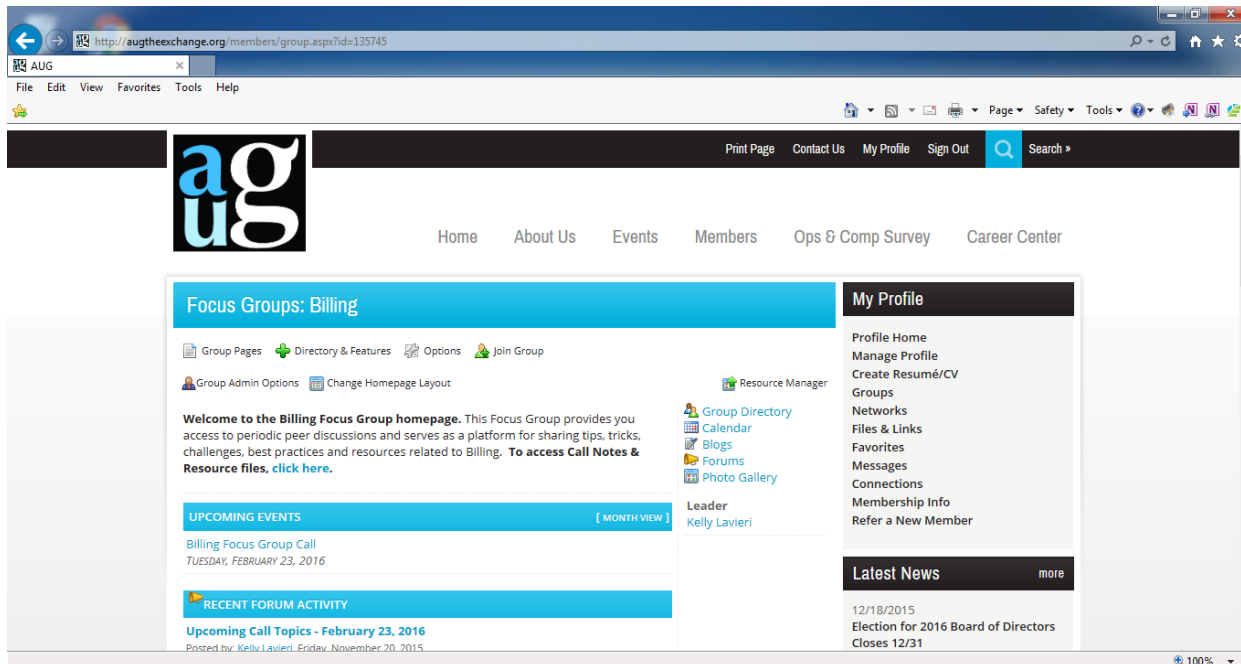 http://augtheexchange.org/members/group.aspx?id=135745
AUG
File Edit View Favorites Tools Help
Page Safety Tools
Print Page Contact Us My Profile Sign Out Search »
aug
Home About Us Events Members Ops & Comp Survey Career Center
Focus Groups: Billing
Group Pages Directory & Features Options Join Group
Group Admin Options Change Homepage Layout Resource Manager
Welcome to the Billing Focus Group homepage. This Focus Group provides you
access to periodic peer discussions and serves as a platform for sharing tips, tricks,
challenges, best practices and resources related to Billing. To access Call Notes &
Resource files, click here.
UPCOMING EVENTS [ MONTH VIEW ]
Billing Focus Group Call
TUESDAY, FEBRUARY 23, 2016
RECENT FORUM ACTIVITY
Upcoming Call Topics - February 23, 2016
Posted by: Kelly Lavieri, Friday, November 20, 2015
Group Directory
Calendar
Blogs
Forums
Photo Gallery
Leader
Kelly Lavieri
My Profile
Profile Home
Manage Profile
Create Resumé/CV
Groups
Networks
Files & Links
Favorites
Messages
Connections
Membership Info
Refer a New Member
Latest News more
12/18/2015
Election for 2016 Board of Directors
Closes 12/31
100%